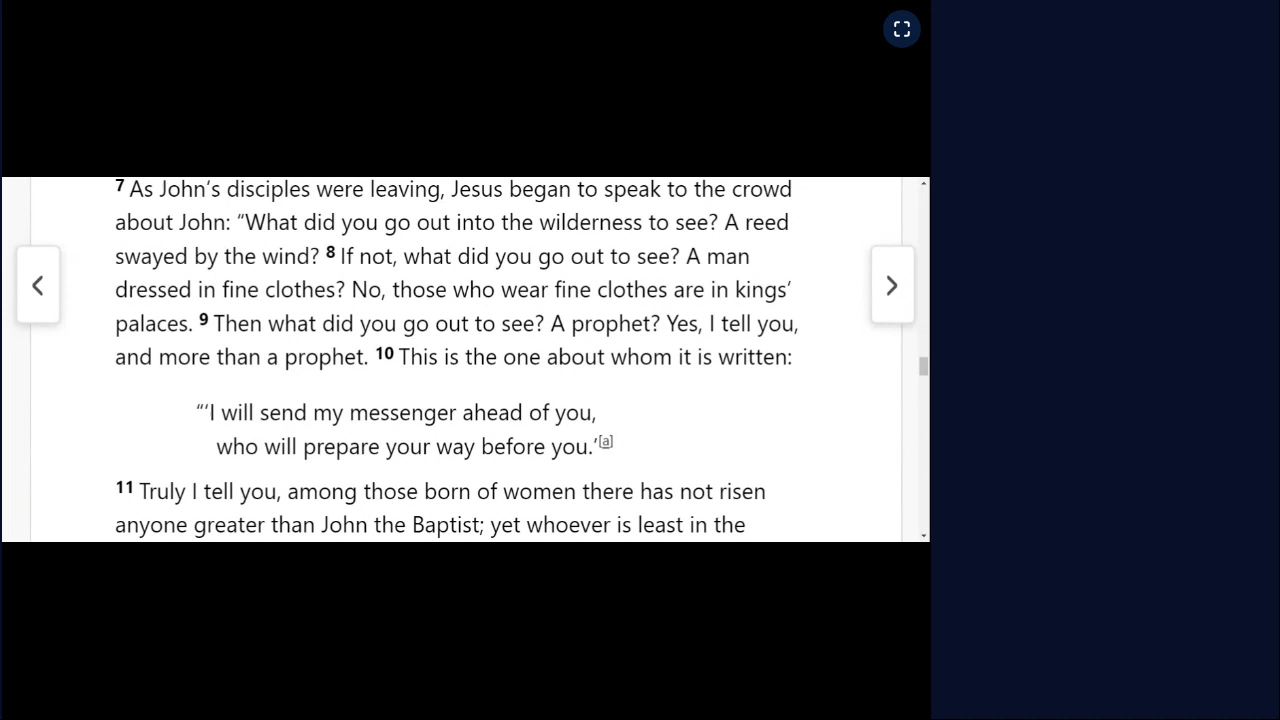 7 As John’s disciples were leaving, Jesus began to speak to the crowd
about John: “What did you go out into the wilderness to see? A reed
swayed by the wind? 8 If not, what did you go out to see? A man
dressed in fine clothes? No, those who wear fine clothes are in kings’
palaces. 9 Then what did you go out to see? A prophet? Yes, I tell you,
and more than a prophet. 10 This is the one about whom it is written:
“‘I will send my messenger ahead of you,
who will prepare your way before you.’[a]
11 Truly I tell you, among those born of women there has not risen
anyone greater than John the Baptist; yet whoever is least in the